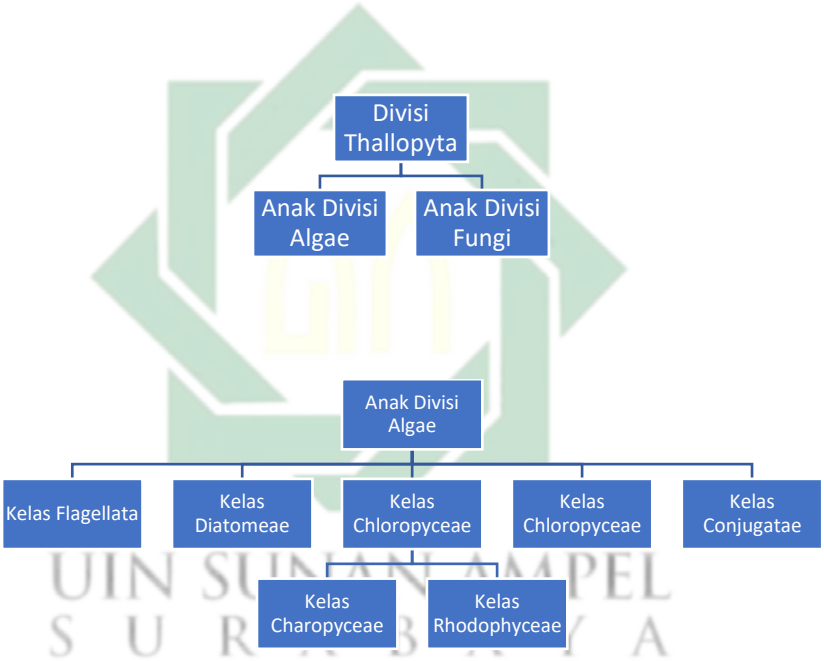 Divisi
Thallopyta
Anak Divisi
Algae
Anak Divisi
Fungi
Anak Divisi
Algae
Kelas Flagellata
Kelas
Diatomeae
Kelas
Chloropyceae
Kelas
Chloropyceae
Kelas
Conjugatae
Kelas
Charopyceae
Kelas
Rhodophyceae
UIN SUNAN AMPEL
SURABAYA